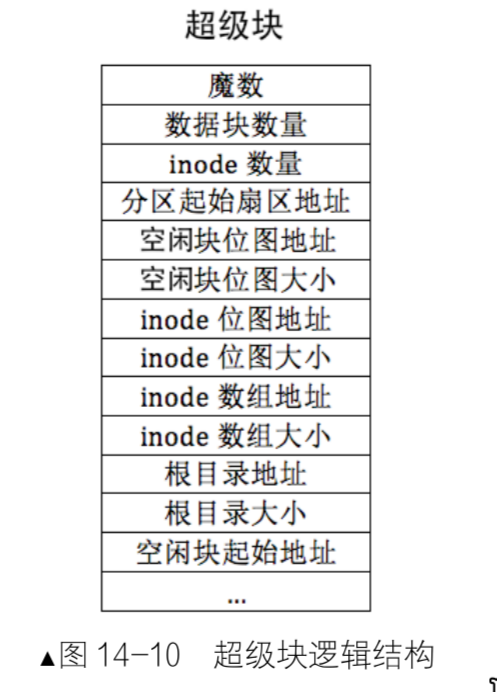 超级块
魔数
数据块数量
inode 数量
分区起始扇区地址
空闲块位图地址
空闲块位图大小
inode 位图地址
inode 位图大小
inode 数组地址
inode 数组大小
根目录地址
根目录大小
空闲块起始地址
...
▲图 14-10 超级块逻辑结构